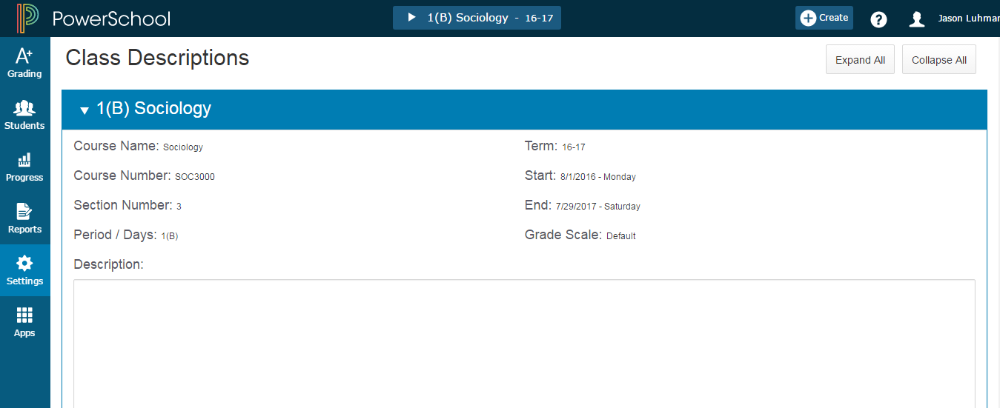 PowerSchool
1(B) Sociology - 16-17
Create
?
Jason Luhmar
A+
Grading
Students
Progress
Reports
Settings
Apps
Class Descriptions
Expand All
Collapse All
1(B) Sociology
Course Name: Sociology
Term: 16-17
Course Number: SOC3000
Start: 8/1/2016 - Monday
Section Number: 3
End: 7/29/2017 - Saturday
Period / Days: 1(B)
Grade Scale: Default
Description: